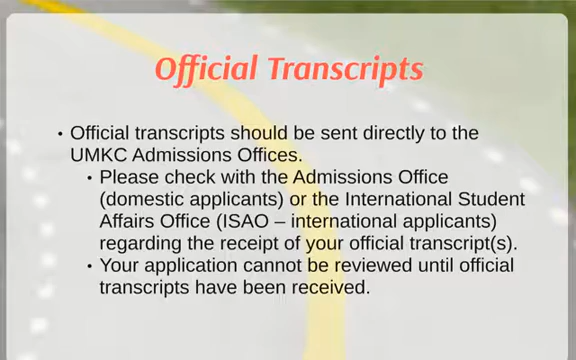 Official Transcripts
• Official transcripts should be sent directly to the
UMKC Admissions Offices.
• Please check with the Admissions Office
(domestic applicants) or the International Student
Affairs Office (ISAO – international applicants)
regarding the receipt of your official transcript(s).
• Your application cannot be reviewed until official
transcripts have been received.